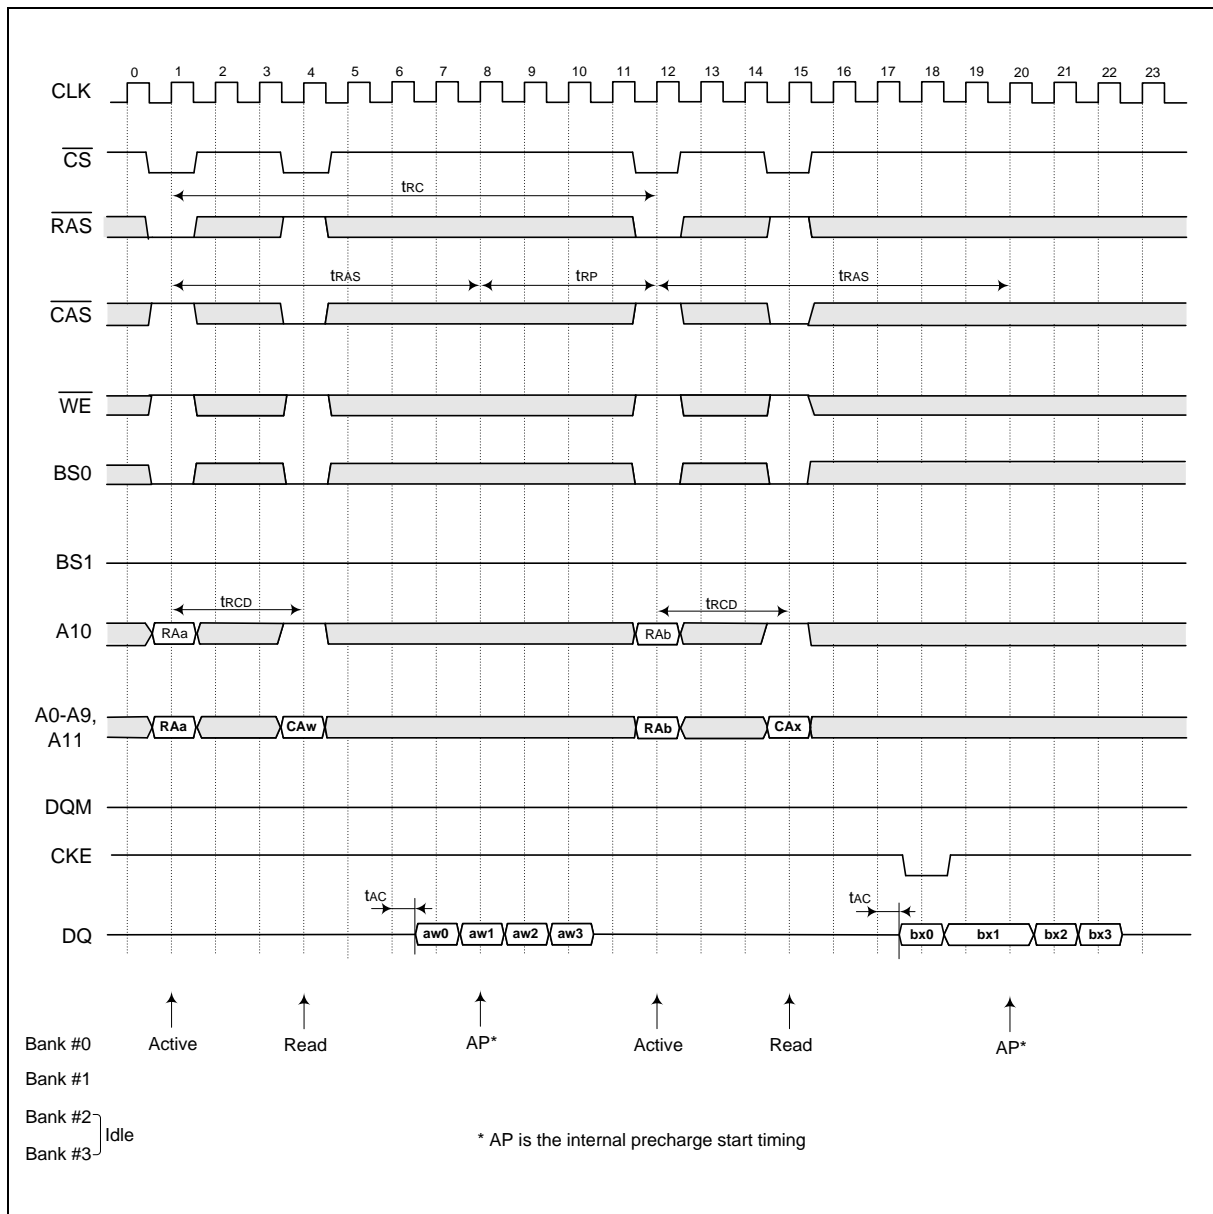 0 1 2 3 4 5 6 7 8 9 10 11 12 13 14 15 16 17 18 19 20 21 22 23
CLK
CS
tRC
RAS
tRAS tRP tRAS
CAS
WE
BS0
BS1
tRCD tRCD
A10 RAa RAb
A0-A9,
A11
RAa CAw RAb CAx
DQM
CKE
tAC tAC
DQ aw0 aw1 aw2 aw3 bx0 bx1 bx2 bx3
Bank #0 Active Read AP* Active Read AP*
Bank #1
Bank #2
Idle
Bank #3
* AP is the internal precharge start timing